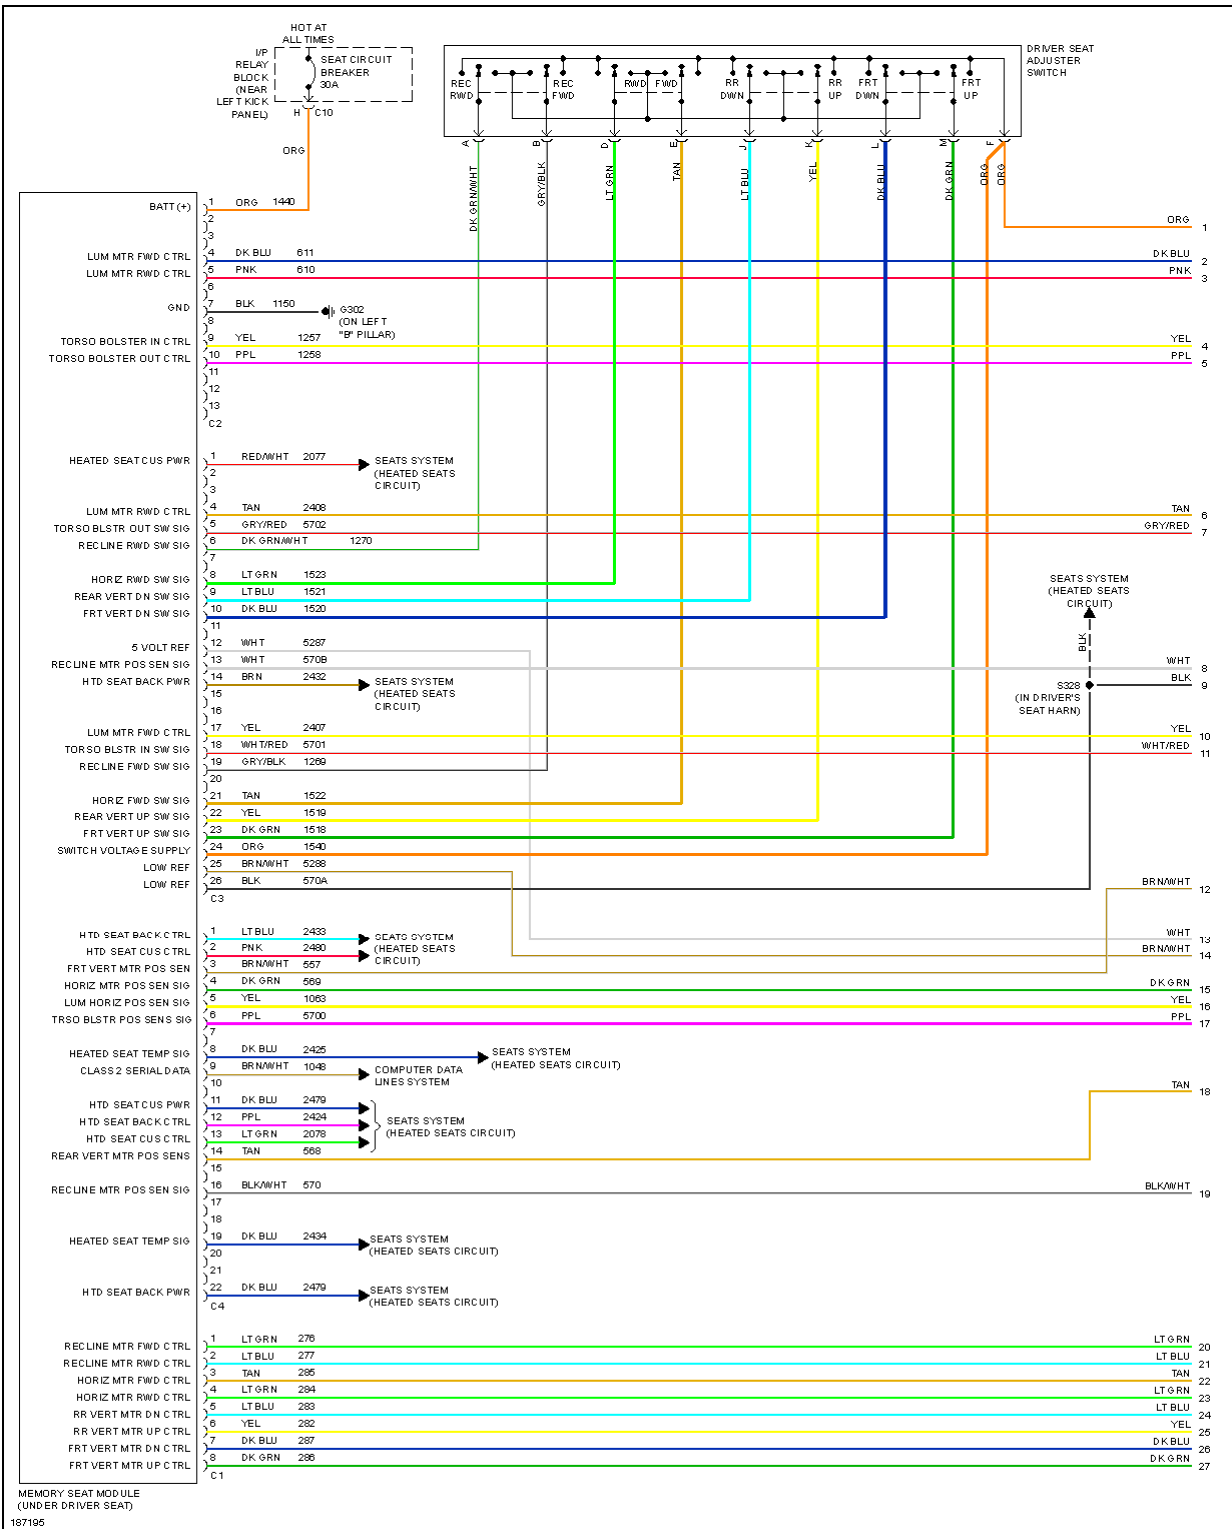 HOT AT
ALL TIMES
I/P
RELAY
BLOCK
(NEAR
LEFT KICK
PANEL)
SEAT CIRCUIT
BREAKER
30A
H C10
ORG
DRIVER SEAT
ADJUSTER
SWITCH
REC
RWD
REC
FWD
RWD
FWD
RR
DWN
RR
UP
FRT
DWN
FRT
UP
A
B
D
E
J
K
L
M
F
DK GRN/WHT
GRY/BLK
LT GRN
TAN
LT BLU
YEL
DK BLU
DK GRN
ORG
ORG
BATT (+) 1 ORG 1440
2
3
ORG 1
LUM MTR FWD CTRL 4 DK BLU 611 DK BLU 2
LUM MTR RWD CTRL 5 PNK 610 PNK 3
6
GND 7 BLK 1150 G302
(ON LEFT
"B" PILLAR)
8
TORSO BOLSTER IN CTRL 9 YEL 1257 YEL 4
TORSO BOLSTER OUT CTRL 10 PPL 1258 PPL 5
11
12
13
C2
HEATED SEAT CUS PWR 1 RED/WHT 2077 SEATS SYSTEM
(HEATED SEATS
CIRCUIT)
2
3
LUM MTR RWD CTRL 4 TAN 2408 TAN 6
TORSO BLSTR OUT SW SIG 5 GRY/RED 5702 GRY/RED 7
RECLINE RWD SW SIG 6 DK GRN/WHT 1270
7
HORIZ RWD SW SIG 8 LT GRN 1523
REAR VERT DN SW SIG 9 LT BLU 1521
FRT VERT DN SW SIG 10 DK BLU 1520
11
SEATS SYSTEM
(HEATED SEATS
CIRCUIT)
BLK
5 VOLT REF 12 WHT 5287
RECLINE MTR POS SEN SIG 13 WHT 570B WHT 8
HTD SEAT BACK PWR 14 BRN 2432 SEATS SYSTEM
(HEATED SEATS
CIRCUIT)
BLK 9
S328
(IN DRIVER'S
SEAT HARN)
15
16
LUM MTR FWD CTRL 17 YEL 2407 YEL 10
TORSO BLSTR IN SW SIG 18 WHT/RED 5701 WHT/RED 11
RECLINE FWD SW SIG 19 GRY/BLK 1269
20
HORIZ FWD SW SIG 21 TAN 1522
REAR VERT UP SW SIG 22 YEL 1519
FRT VERT UP SW SIG 23 DK GRN 1518
SWITCH VOLTAGE SUPPLY 24 ORG 1540
LOW REF 25 BRN/WHT 5288
LOW REF 26 BLK 570A
C3
BRN/WHT 12
HTD SEAT BACK CTRL 1 LT BLU 2433 SEATS SYSTEM
(HEATED SEATS
CIRCUIT)
WHT 13
HTD SEAT CUS CTRL 2 PNK 2480 BRN/WHT 14
FRT VERT MTR POS SEN 3 BRN/WHT 557
HORIZ MTR POS SEN SIG 4 DK GRN 569 DK GRN 15
LUM HORIZ POS SEN SIG 5 YEL 1063 YEL 16
TRSO BLSTR POS SENS SIG 6 PPL 5700 PPL 17
7
HEATED SEAT TEMP SIG 8 DK BLU 2425 SEATS SYSTEM
(HEATED SEATS CIRCUIT)
CLASS 2 SERIAL DATA 9 BRN/WHT 1048 COMPUTER DATA
LINES SYSTEM
10
TAN 18
HTD SEAT CUS PWR 11 DK BLU 2479
HTD SEAT BACK CTRL 12 PPL 2424 SEATS SYSTEM
(HEATED SEATS CIRCUIT)
HTD SEAT CUS CTRL 13 LT GRN 2078
REAR VERT MTR POS SENS 14 TAN 568
15
RECLINE MTR POS SEN SIG 16 BLK/WHT 570 BLK/WHT 19
17
18
HEATED SEAT TEMP SIG 19 DK BLU 2434 SEATS SYSTEM
(HEATED SEATS CIRCUIT)
20
21
HTD SEAT BACK PWR 22 DK BLU 2479 SEATS SYSTEM
(HEATED SEATS CIRCUIT)
C4
RECLINE MTR FWD CTRL 1 LT GRN 276 LT GRN 20
RECLINE MTR RWD CTRL 2 LT BLU 277 LT BLU 21
HORIZ MTR FWD CTRL 3 TAN 285 TAN 22
HORIZ MTR RWD CTRL 4 LT GRN 284 LT GRN 23
RR VERT MTR DN CTRL 5 LT BLU 283 LT BLU 24
RR VERT MTR UP CTRL 6 YEL 282 YEL 25
FRT VERT MTR DN CTRL 7 DK BLU 287 DK BLU 26
FRT VERT MTR UP CTRL 8 DK GRN 286 DK GRN 27
C1
MEMORY SEAT MODULE
(UNDER DRIVER SEAT)
187195